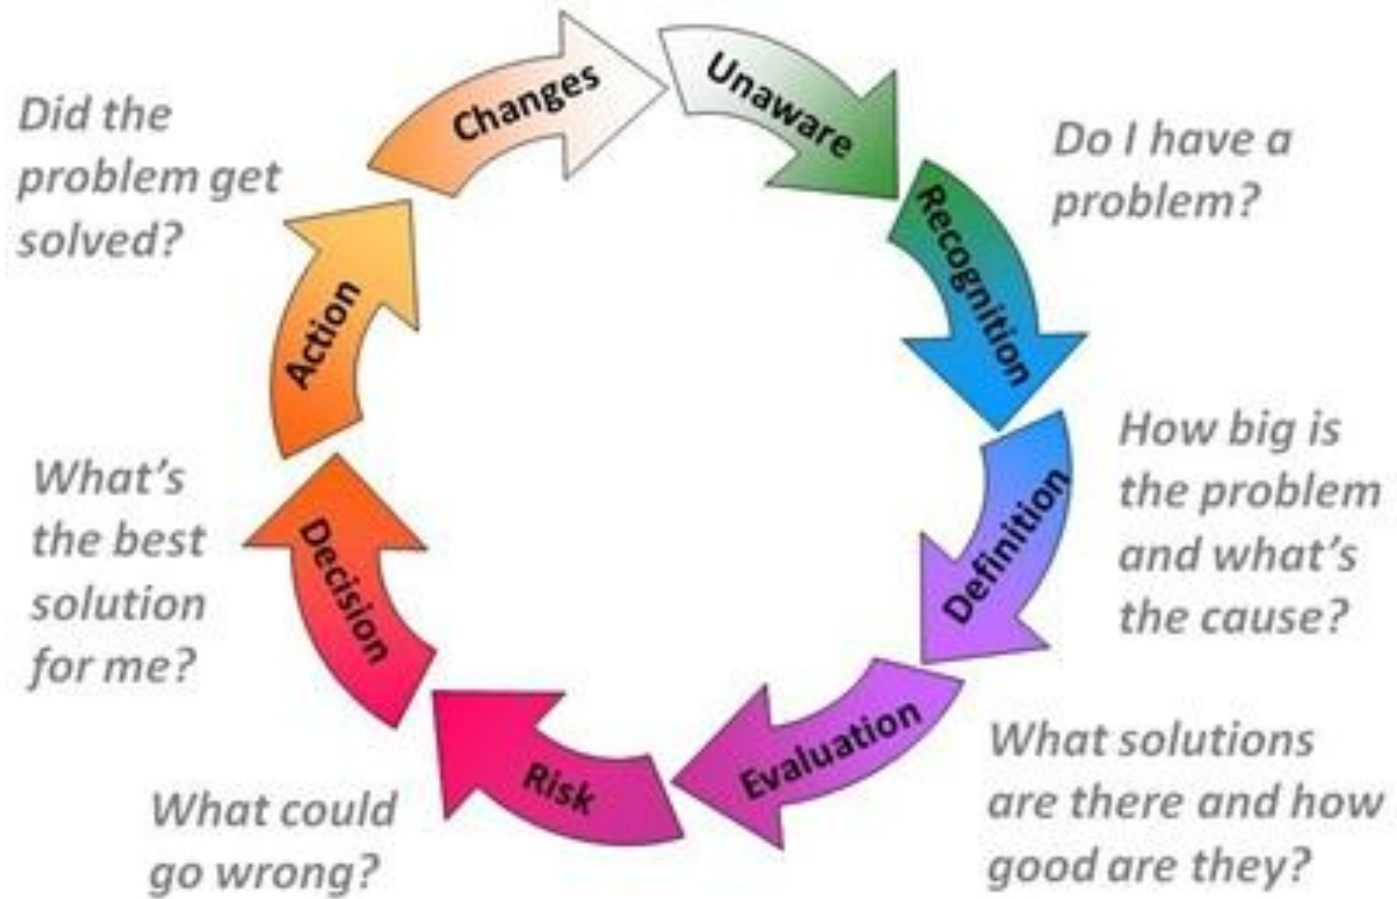 Changes
Unaware
Did the
problem get
solved?
Do I have a
problem?
Recognition
Action
How big is
the problem
and what's
the cause?
Definition
What's
the best
solution
for me?
Decision
Evaluation
What solutions
are there and how
good are they?
Risk
What could
go wrong?